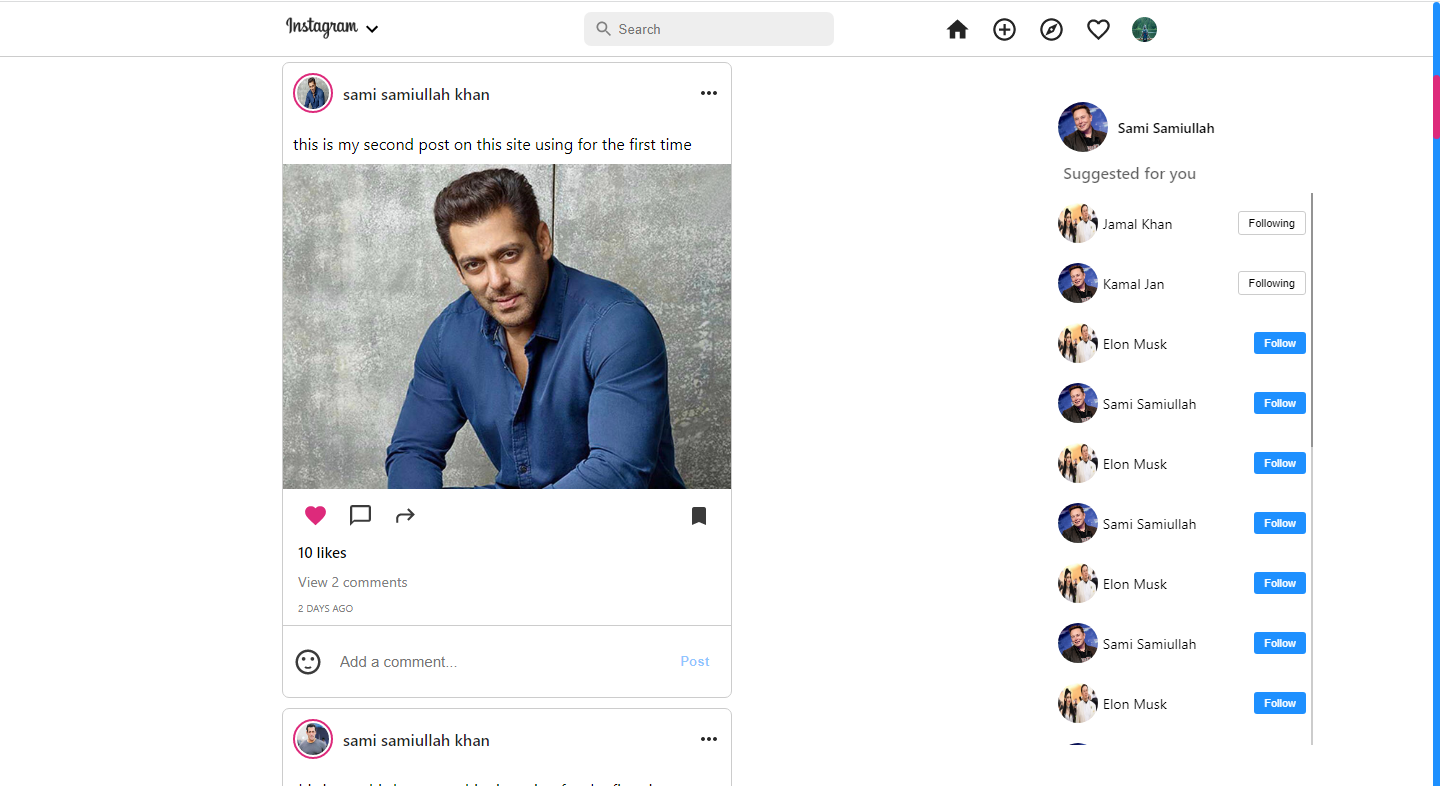 Instagram
Search
sami samiullah khan
this is my second post on this site using for the first time
10 likes
View 2 comments
2 DAYS AGO
Add a comment...
Post
sami samiullah khan
Sami Samiullah
Suggested for you
Jamal Khan
Following
Kamal Jan
Following
Elon Musk
Follow
Sami Samiullah
Follow
Elon Musk
Follow
Sami Samiullah
Follow
Elon Musk
Follow
Sami Samiullah
Follow
Elon Musk
Follow